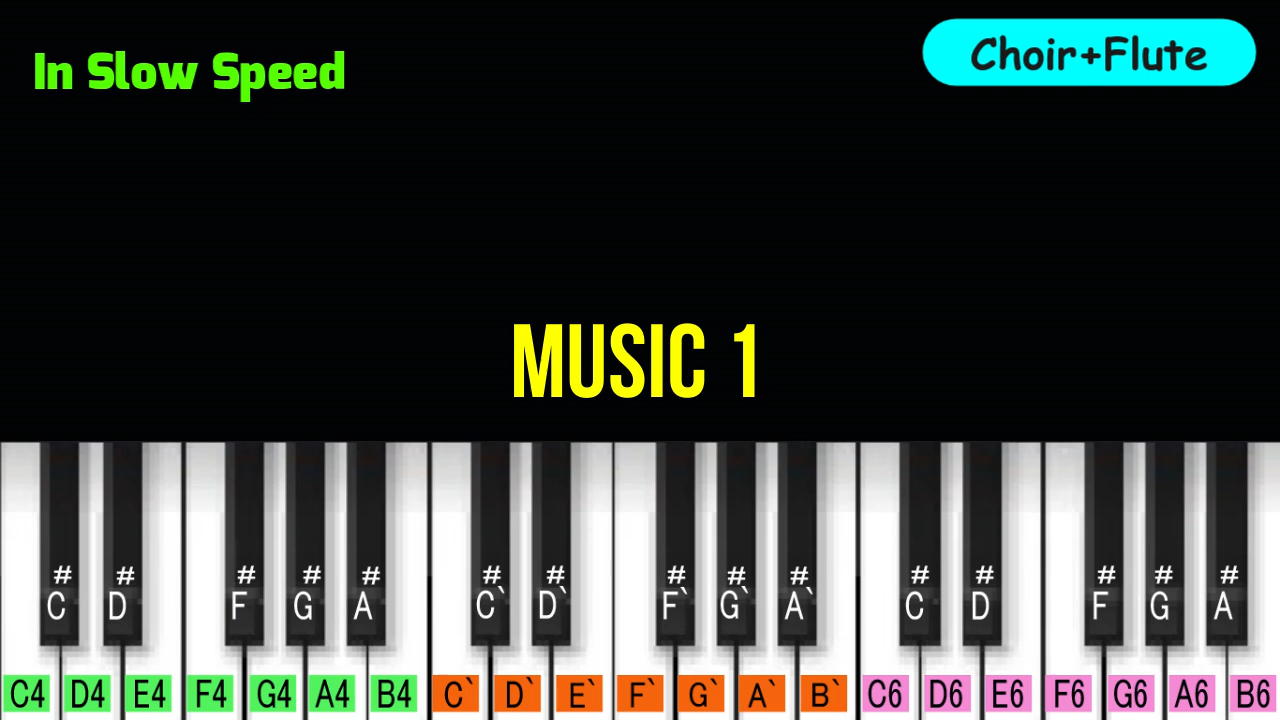 In Slow Speed
Choir+Flute
MUSIC 1
# # # # # # # # # # # # # # #
C D F G A C` D` F` G` A` C D F G A
C4 D4 E4 F4 G4 A4 B4 C` D` E` F` G` A` B` C6 D6 E6 F6 G6 A6 B6